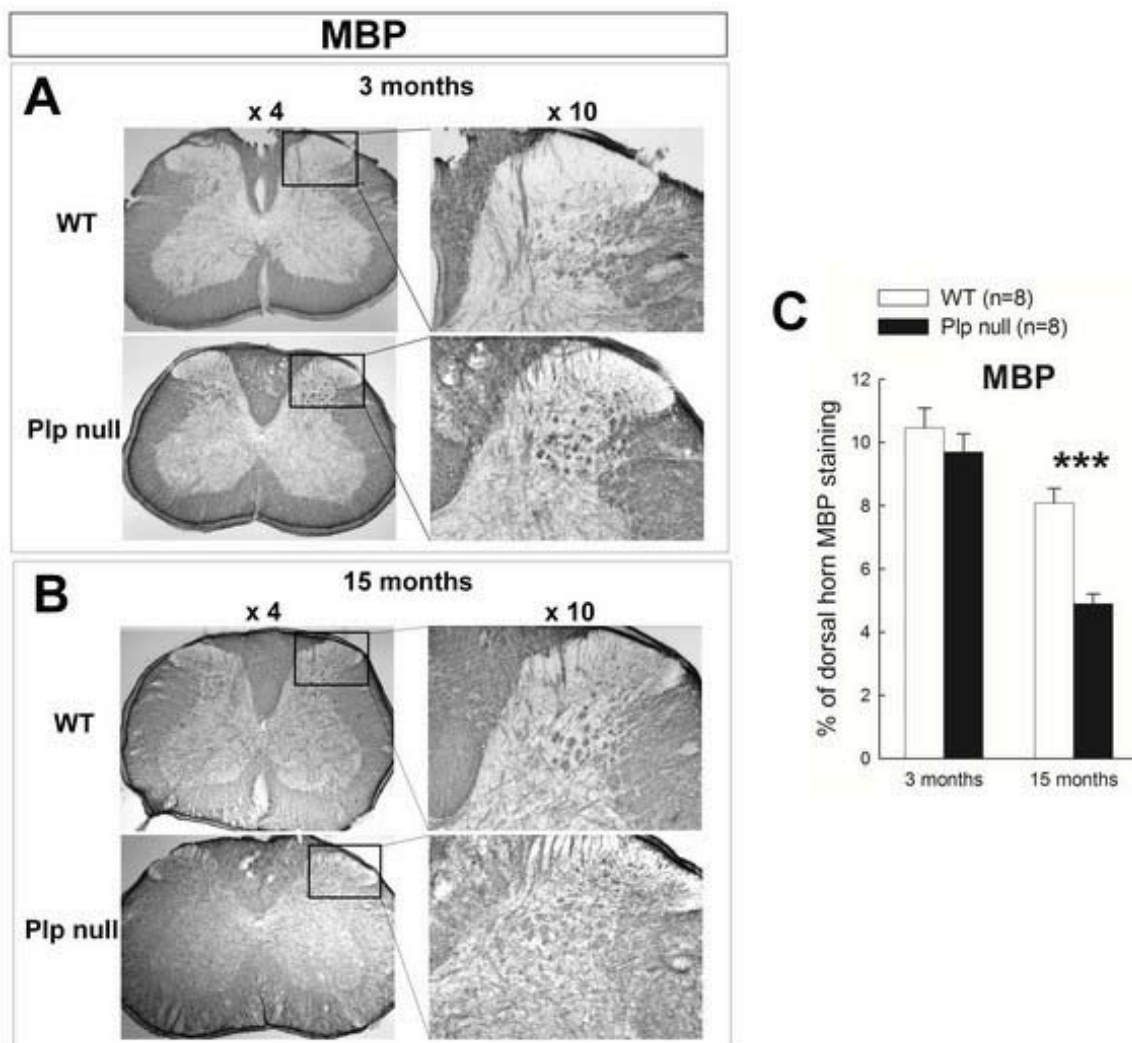 MBP
A
3 months
x 4
x 10
WT
Plp null
B
15 months
x 4
x 10
WT
Plp null
C
WT (n=8)
Plp null (n=8)
MBP
% of dorsal horn MBP staining
12
10
8
6
4
2
0
***
3 months
15 months